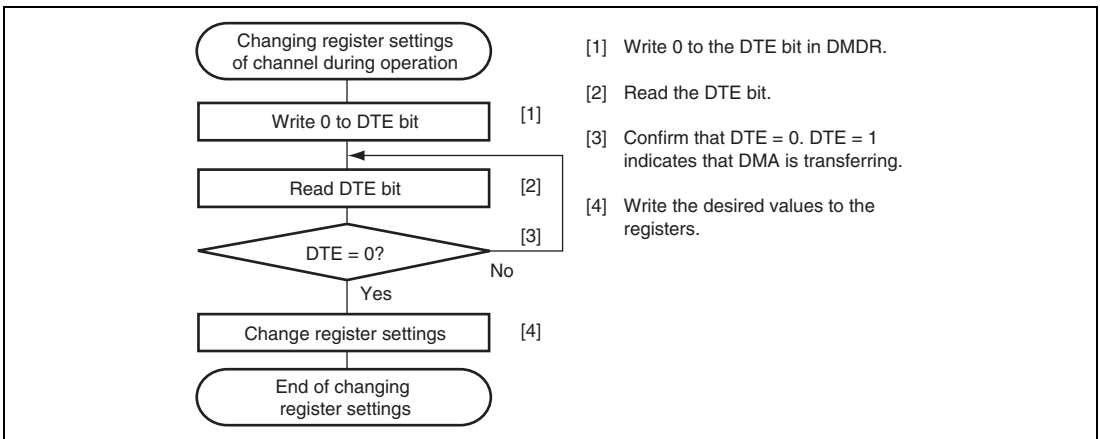 Changing register settings
of channel during operation
Write 0 to DTE bit
[1]
Read DTE bit
[2]
DTE = 0?
[3]
No
Yes
Change register settings
[4]
End of changing
register settings
[1] Write 0 to the DTE bit in DMDR.
[2] Read the DTE bit.
[3] Confirm that DTE = 0. DTE = 1
indicates that DMA is transferring.
[4] Write the desired values to the
registers.